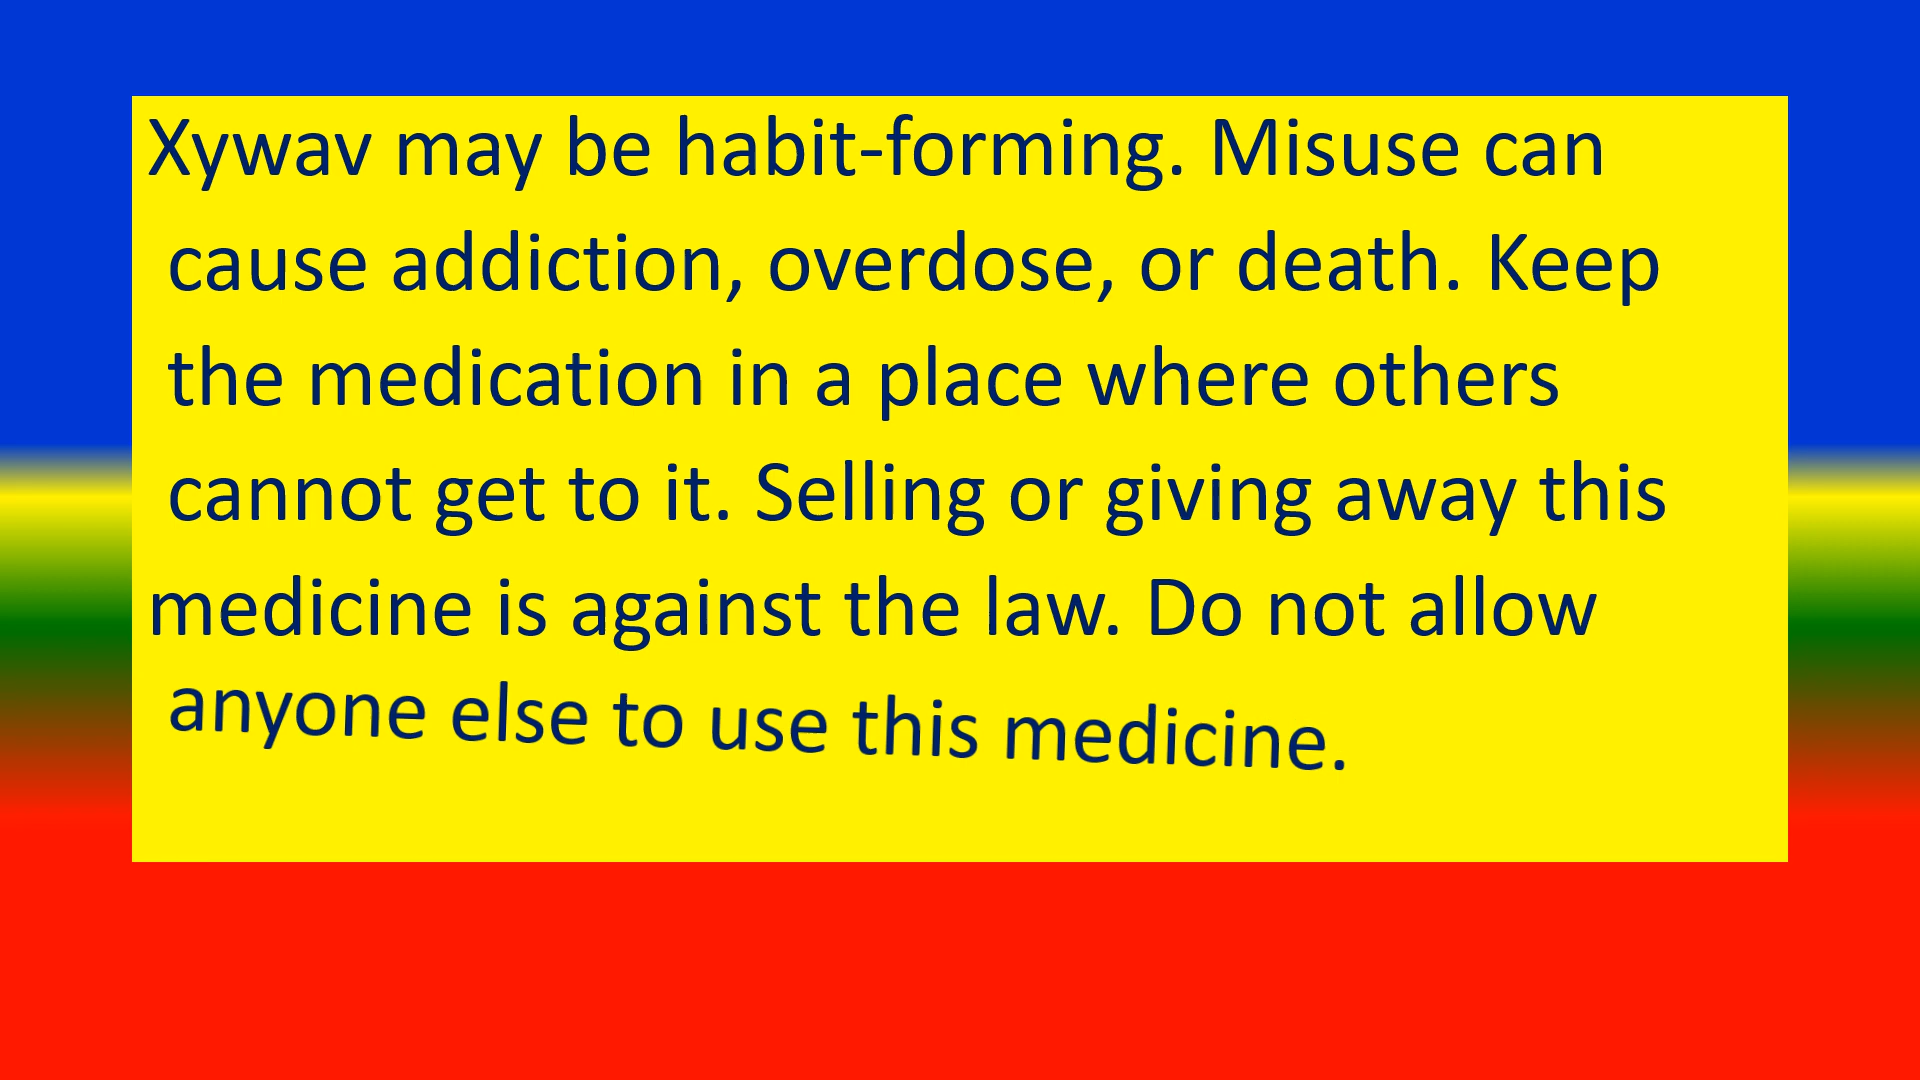 Xywav may be habit-forming. Misuse can
cause addiction, overdose, or death. Keep
the medication in a place where others
cannot get to it. Selling or giving away this
medicine is against the law. Do not allow
anyone else to use this medicine.